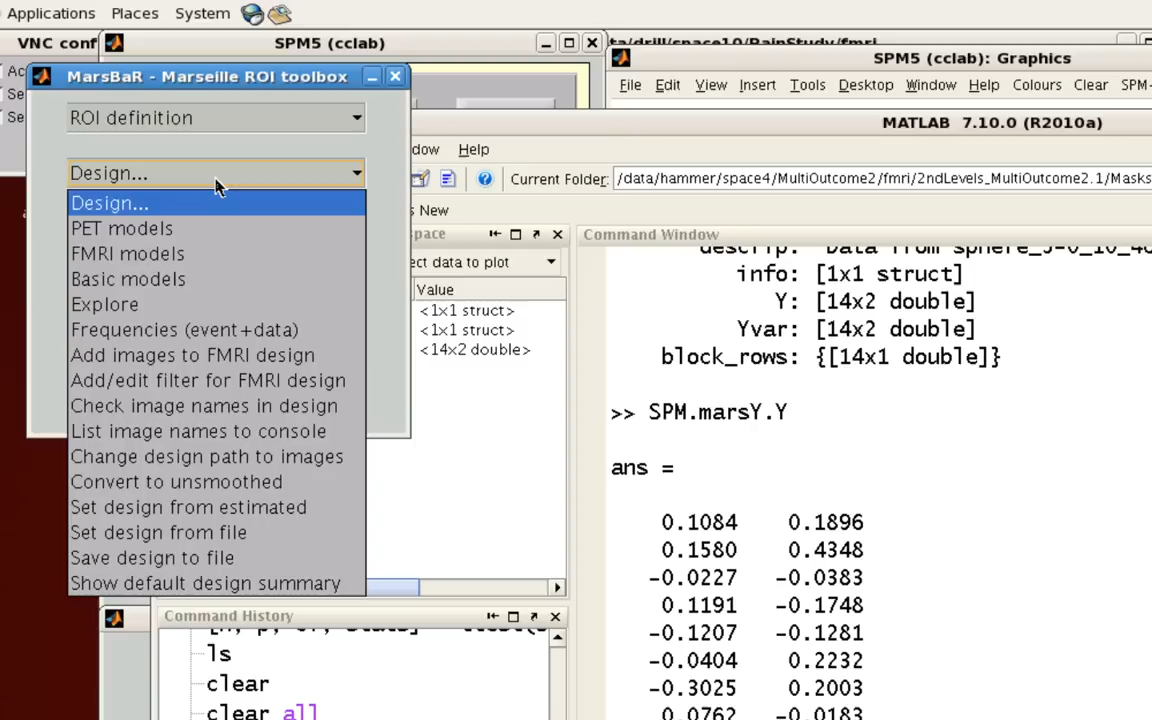 Applications Places System
VNC conf
SPM5 (cclab)
SPM5 (cclab): Graphics
MarsBaR - Marseille ROI toolbox
File Edit View Insert Tools Desktop Window Help Colours Clear SPM-
ROI definition
MATLAB 7.10.0 (R2010a)
Help
Design...
Current Folder: /data/hammer/space4/MultiOutcome2/fmri/2ndLevels_MultiOutcome2.1/Masks
Design...
PET models
FMRI models
Basic models
Explore
Frequencies (event+data)
Add images to FMRI design
Add/edit filter for FMRI design
Check image names in design
List image names to console
Change design path to images
Convert to unsmoothed
Set design from estimated
Set design from file
Save design to file
Show default design summary
New
ect data to plot
Value
<1x1 struct>
<1x1 struct>
<14x2 double>
Command Window
info: [1x1 struct]
Y: [14x2 double]
Yvar: [14x2 double]
block_rows: {[14x1 double]}
>> SPM.marsY.Y
ans =
0.1084 0.1896
0.1580 0.4348
-0.0227 -0.0383
0.1191 -0.1748
-0.1207 -0.1281
-0.0404 0.2232
-0.3025 0.2003
0.0762 -0.0183
Command History
ls
clear
clear all